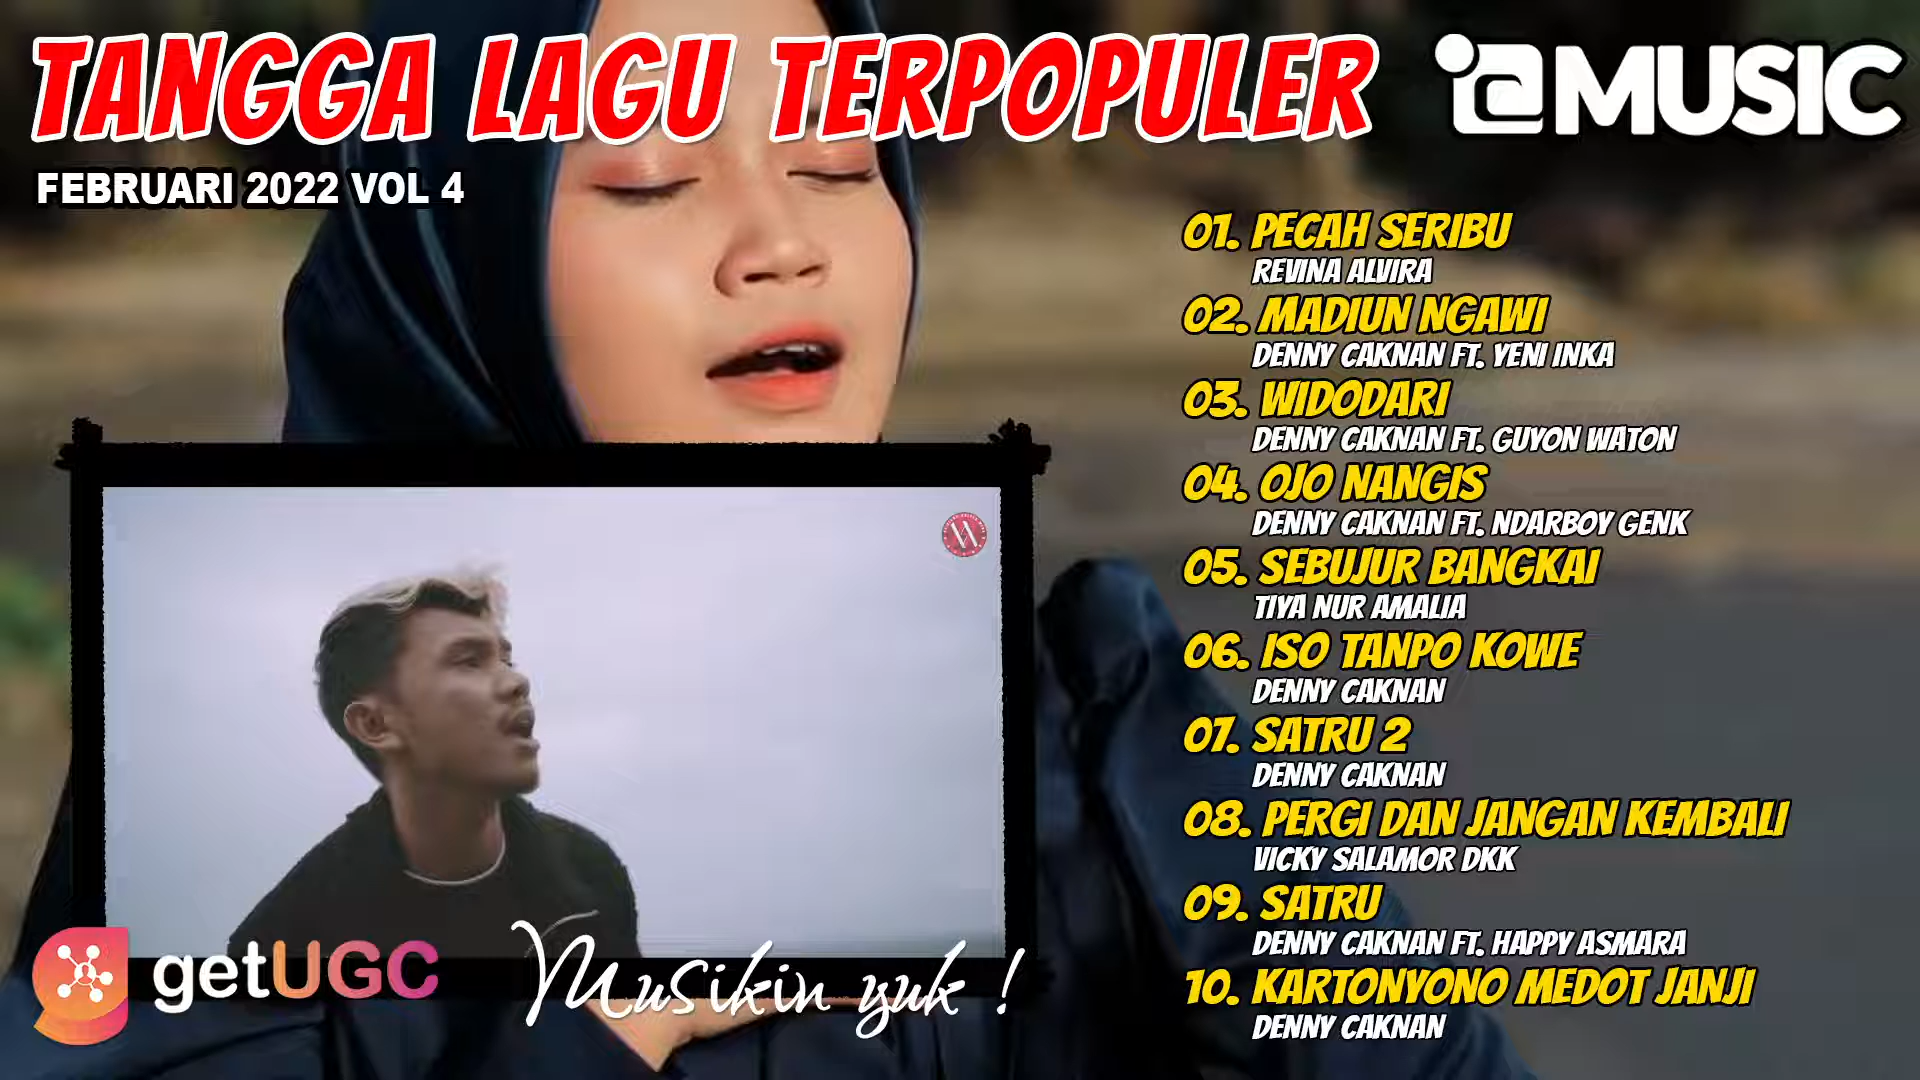 TANGGA LAGU TERPOPULER
MUSIC
FEBRUARI 2022 VOL 4
01. PECAH SERIBU
REVINA ALVIRA
02. MADIUN NGAWI
DENNY CAKNAN FT. YENI INKA
03. WIDODARI
DENNY CAKNAN FT. GUYON WATON
04. OJO NANGIS
DENNY CAKNAN FT. NDARBOY GENK
05. SEBUJUR BANGKAI
TIYA NUR AMALIA
06. ISO TANPO KOWE
DENNY CAKNAN
07. SATRU 2
DENNY CAKNAN
08. PERGI DAN JANGAN KEMBALI
VICKY SALAMOR DKK
09. SATRU
DENNY CAKNAN FT. HAPPY ASMARA
10. KARTONYONO MEDOT JANJI
DENNY CAKNAN
getUGC
Musikin yuk !